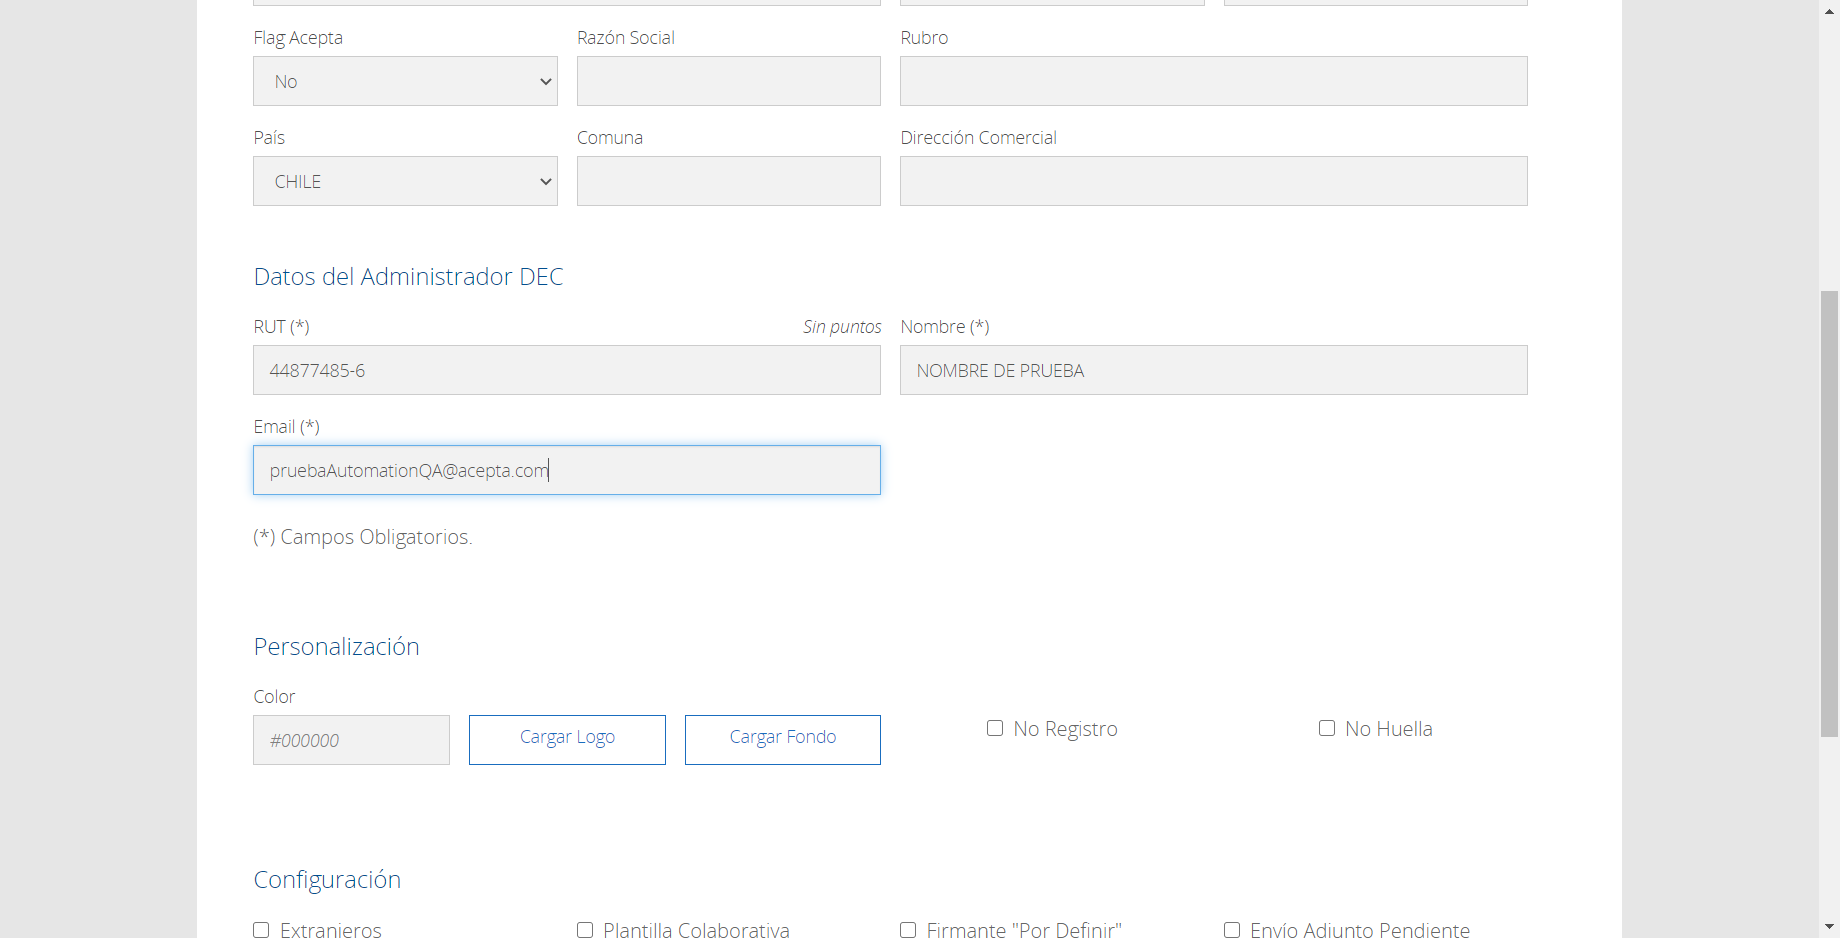 Flag Acepta Razón Social Rubro
No
País Comuna Dirección Comercial
CHILE
Datos del Administrador DEC
RUT (*) Sin puntos Nombre (*)
44877485-6 NOMBRE DE PRUEBA
Email (*)
pruebaAutomationQA@acepta.com
(*) Campos Obligatorios.
Personalización
Color
#000000 Cargar Logo Cargar Fondo No Registro No Huella
Configuración
Extranjeros Plantilla Colaborativa Firmante "Por Definir" Envío Adjunto Pendiente